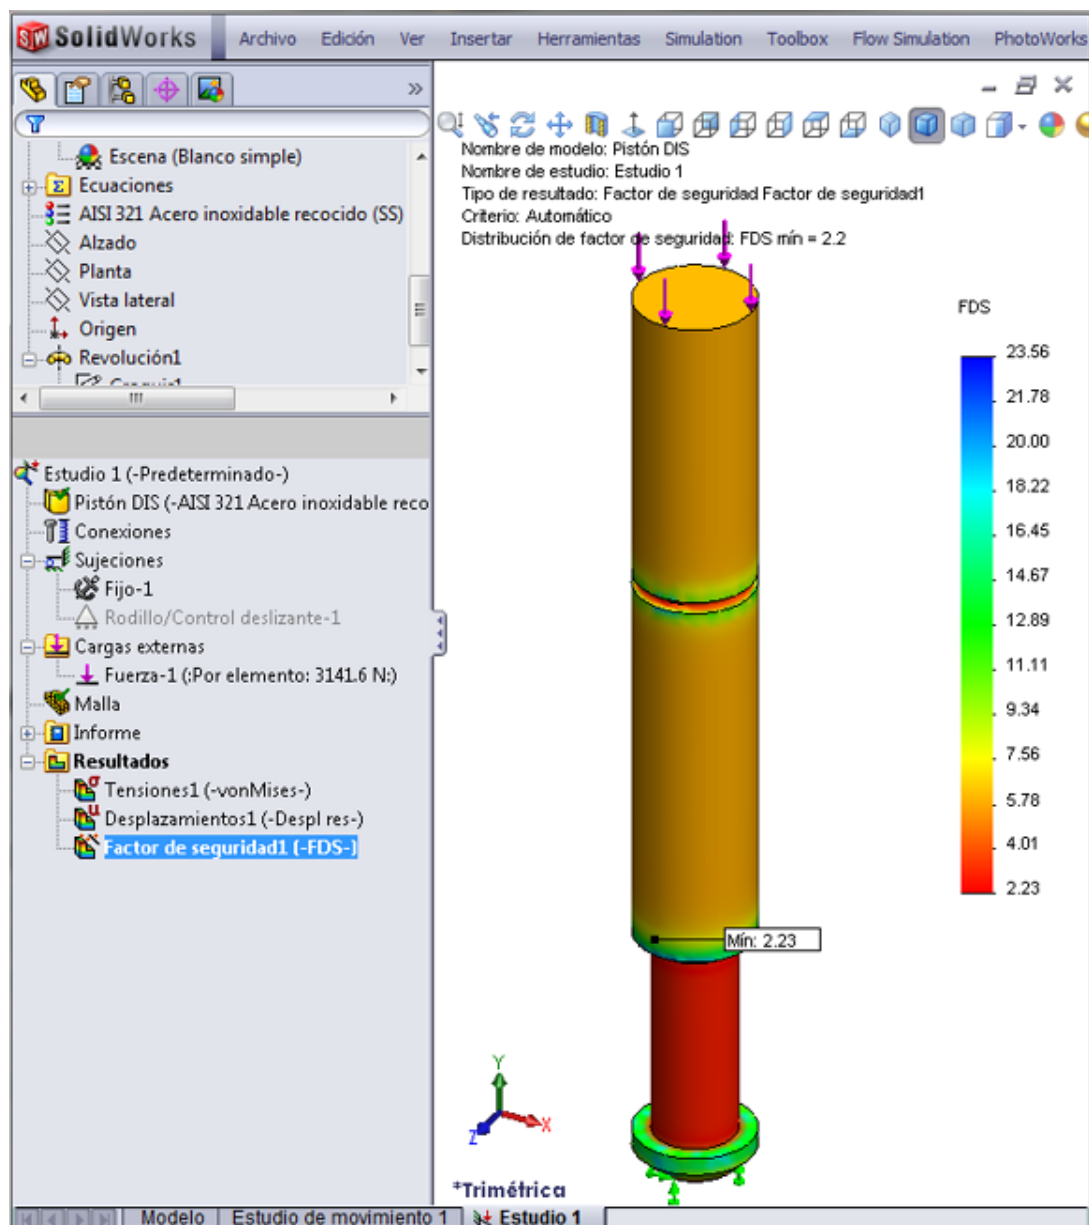 SolidWorks Archivo Edición Ver Insertar Herramientas Simulation Toolbox Flow Simulation PhotoWorks
Escena (Blanco simple)
Ecuaciones
AISI 321 Acero inoxidable recocido (SS)
Alzado
Planta
Vista lateral
Origen
Revolución1
Estudio 1 (-Predeterminado-)
Pistón DIS (-AISI 321 Acero inoxidable reco
Conexiones
Sujeciones
Fijo-1
Rodillo/Control deslizante-1
Cargas externas
Fuerza-1 (:Por elemento: 3141.6 N:)
Malla
Informe
Resultados
Tensiones1 (-vonMises-)
Desplazamientos1 (-Despl res-)
Factor de seguridad1 (-FDS-)
Nombre de modelo: Pistón DIS
Nombre de estudio: Estudio 1
Tipo de resultado: Factor de seguridad Factor de seguridad1
Criterio: Automático
Distribución de factor de seguridad: FDS mín = 2.2
FDS
23.56
21.78
20.00
18.22
16.45
14.67
12.89
11.11
9.34
7.56
5.78
4.01
2.23
Mín: 2.23
Y
X
Z
*Trimétrica
Modelo Estudio de movimiento 1 Estudio 1